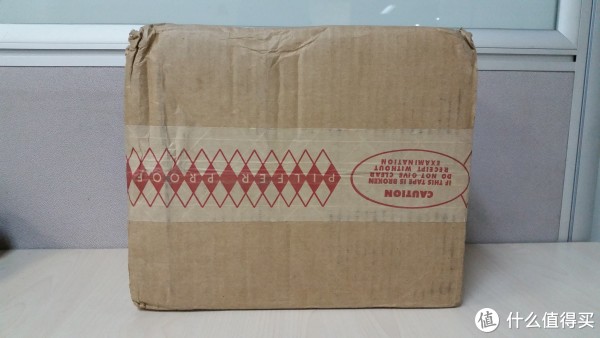 PILFER PROOF
CAUTION
IF THIS TAPE IS BROKEN
DO NOT GIVE CLEAR
RECEIPT WITHOUT
EXAMINATION
值 什么值得买